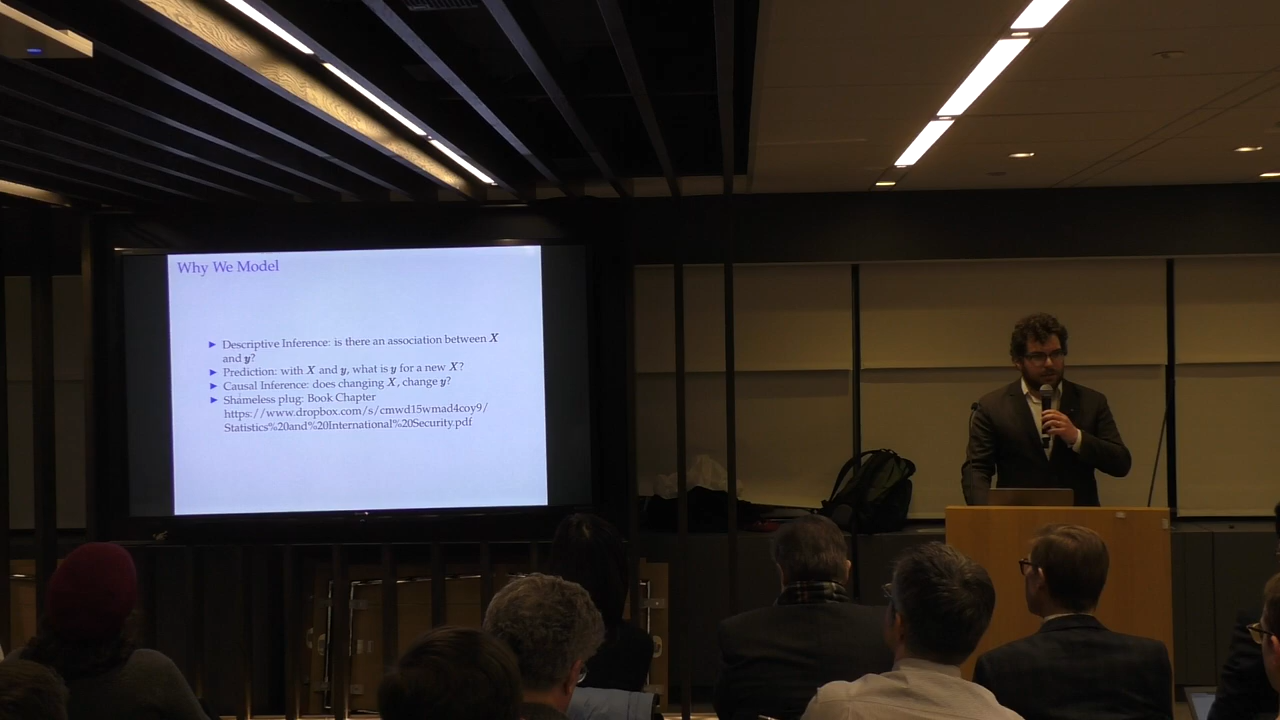 Why We Model
▶ Descriptive Inference: is there an association between X
and y?
▶ Prediction: with X and y, what is y for a new X?
▶ Causal Inference: does changing X, change y?
▶ Shameless plug: Book Chapter
https://www.dropbox.com/s/cmwd15wmad4coy9/
Statistics%20and%20International%20Security.pdf